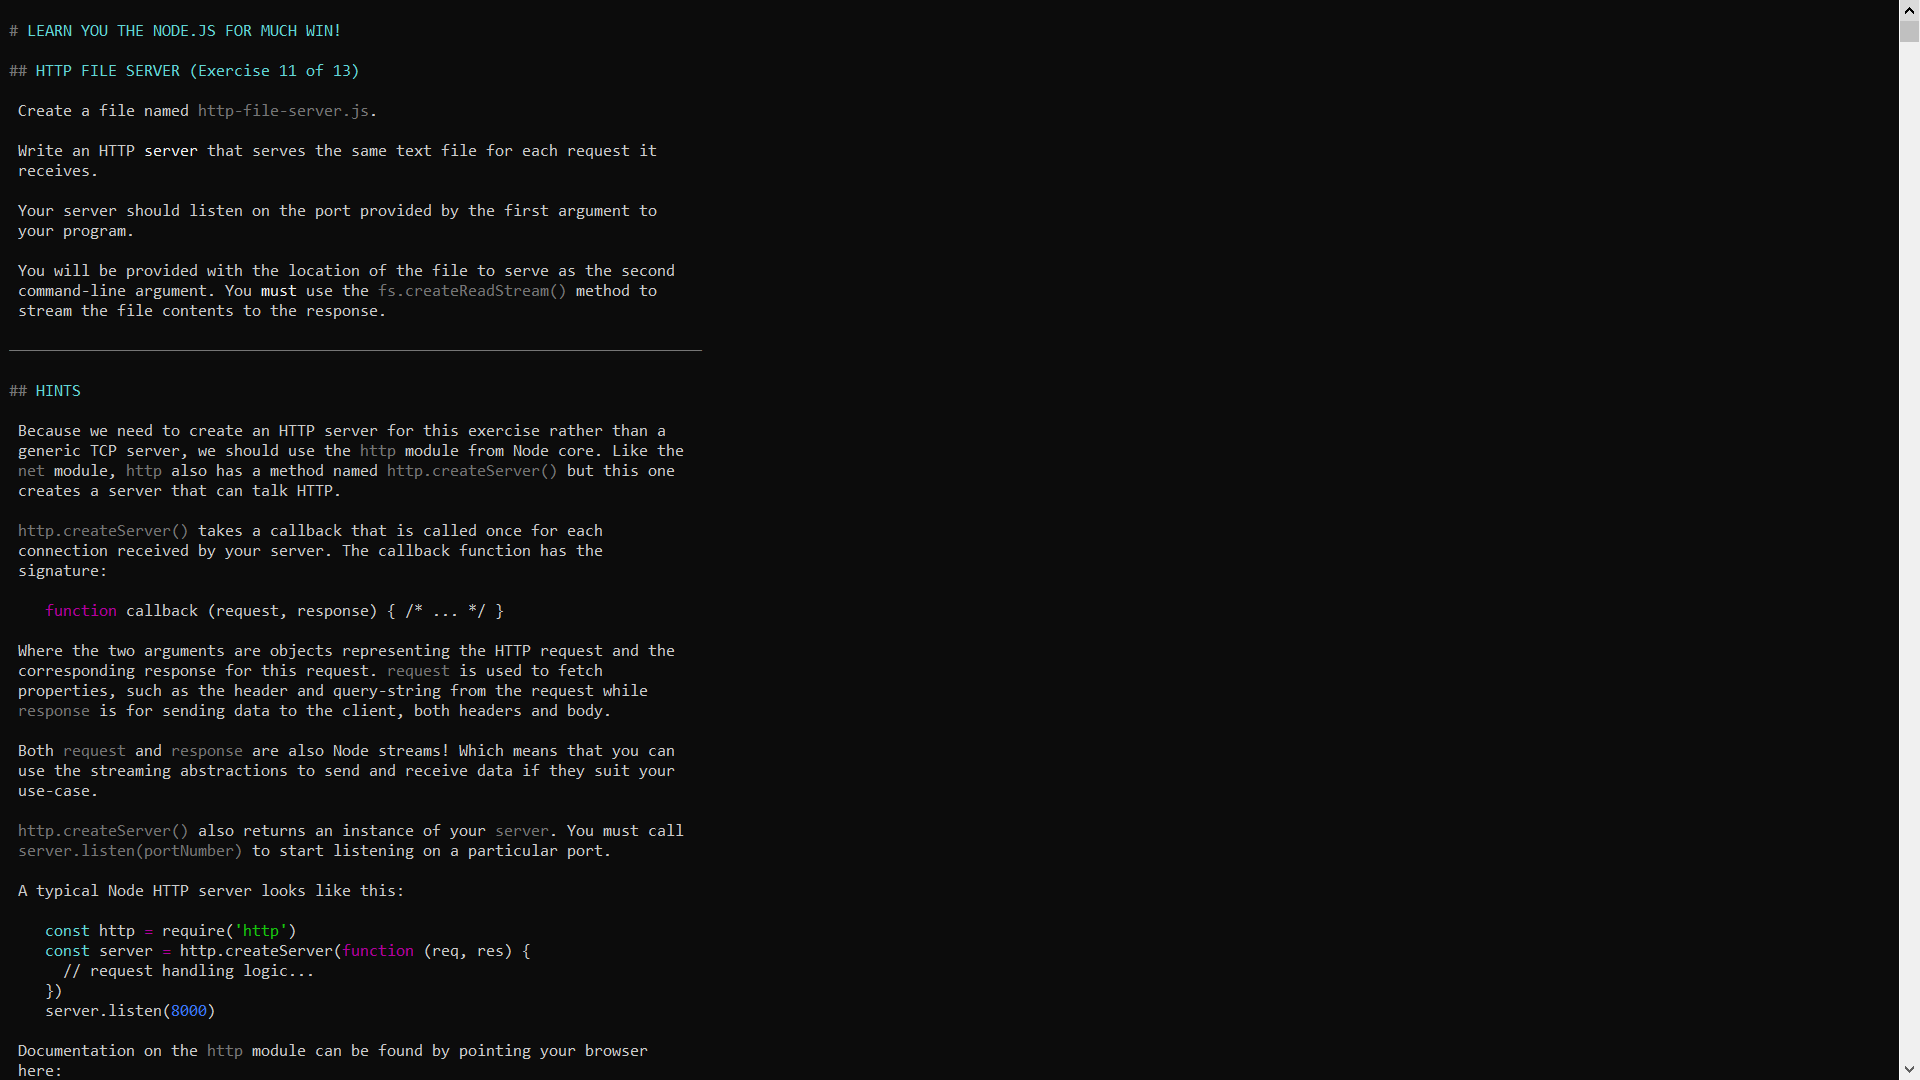 # LEARN YOU THE NODE.JS FOR MUCH WIN!
## HTTP FILE SERVER (Exercise 11 of 13)
Create a file named http-file-server.js.
Write an HTTP server that serves the same text file for each request it
receives.
Your server should listen on the port provided by the first argument to
your program.
You will be provided with the location of the file to serve as the second
command-line argument. You must use the fs.createReadStream() method to
stream the file contents to the response.
## HINTS
Because we need to create an HTTP server for this exercise rather than a
generic TCP server, we should use the http module from Node core. Like the
net module, http also has a method named http.createServer() but this one
creates a server that can talk HTTP.
http.createServer() takes a callback that is called once for each
connection received by your server. The callback function has the
signature:
function callback (request, response) { /* ... */ }
Where the two arguments are objects representing the HTTP request and the
corresponding response for this request. request is used to fetch
properties, such as the header and query-string from the request while
response is for sending data to the client, both headers and body.
Both request and response are also Node streams! Which means that you can
use the streaming abstractions to send and receive data if they suit your
use-case.
http.createServer() also returns an instance of your server. You must call
server.listen(portNumber) to start listening on a particular port.
A typical Node HTTP server looks like this:
const http = require('http')
const server = http.createServer(function (req, res) {
// request handling logic...
})
server.listen(8000)
Documentation on the http module can be found by pointing your browser
here: